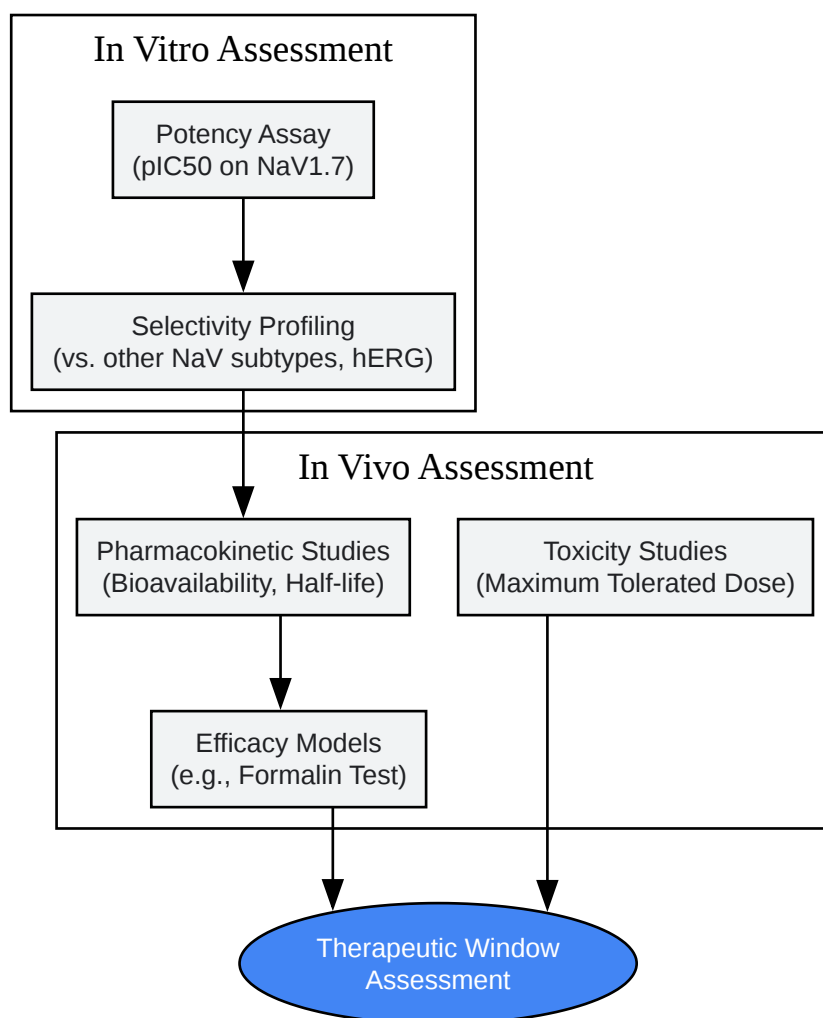 In Vitro Assessment
Potency Assay
(pIC50 on NaV1.7)
Selectivity Profiling
(vs. other NaV subtypes, hERG)
In Vivo Assessment
Pharmacokinetic Studies
(Bioavailability, Half-life)
Toxicity Studies
(Maximum Tolerated Dose)
Efficacy Models
(e.g., Formalin Test)
Therapeutic Window
Assessment